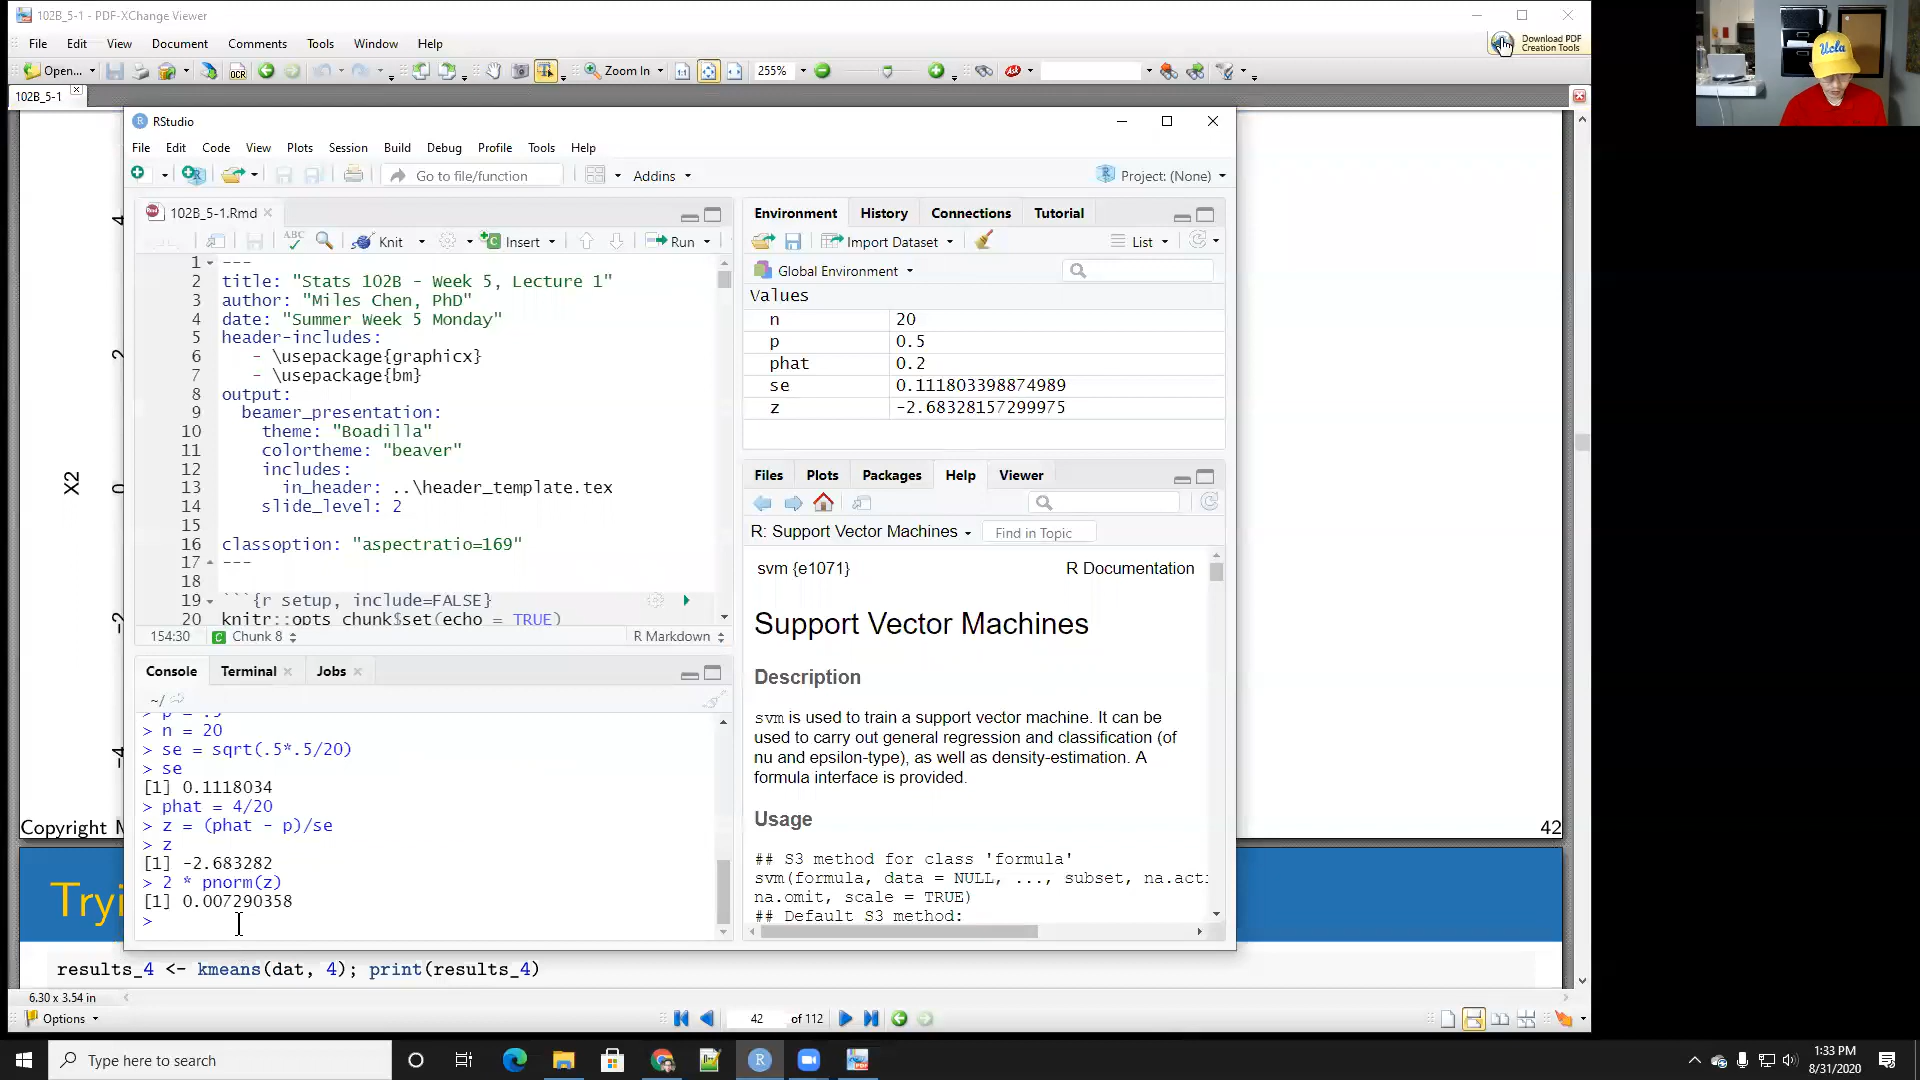 102B_5-1 - PDF-XChange Viewer
File Edit View Document Comments Tools Window Help
Download PDF
Creation Tools
Open...
OCR
Zoom In
255%
102B_5-1
Ucla
RStudio
File Edit Code View Plots Session Build Debug Profile Tools Help
Go to file/function
Addins
Project: (None)
102B_5-1.Rmd
ABC
Knit
Insert
Run
1 ---
2 title: "Stats 102B - Week 5, Lecture 1"
3 author: "Miles Chen, PhD"
4 date: "Summer Week 5 Monday"
5 header-includes:
6 - \usepackage{graphicx}
7 - \usepackage{bm}
8 output:
9 beamer_presentation:
10 theme: "Boadilla"
11 colortheme: "beaver"
12 includes:
13 in_header: ..\header_template.tex
14 slide_level: 2
15
16 classoption: "aspectratio=169"
17 ---
18
19 ```{r setup, include=FALSE}
20 knitr::opts_chunk$set(echo = TRUE)
154:30 Chunk 8 R Markdown
Console Terminal Jobs
~/
> p = .5
> n = 20
> se = sqrt(.5*.5/20)
> se
[1] 0.1118034
> phat = 4/20
> z = (phat - p)/se
> z
[1] -2.683282
> 2 * pnorm(z)
[1] 0.007290358
>
Environment History Connections Tutorial
Import Dataset
List
Global Environment
Values
n 20
p 0.5
phat 0.2
se 0.111803398874989
z -2.68328157299975
Files Plots Packages Help Viewer
R: Support Vector Machines
Find in Topic
svm {e1071} R Documentation
Support Vector Machines
Description
svm is used to train a support vector machine. It can be
used to carry out general regression and classification (of
nu and epsilon-type), as well as density-estimation. A
formula interface is provided.
Usage
## S3 method for class 'formula'
svm(formula, data = NULL, ..., subset, na.acti
na.omit, scale = TRUE)
## Default S3 method:
4
2
X2
0
-2
-4
Copyright M
42
Tryi
results_4 <- kmeans(dat, 4); print(results_4)
6.30 x 3.54 in
Options
42 of 112
Type here to search
1:33 PM
8/31/2020